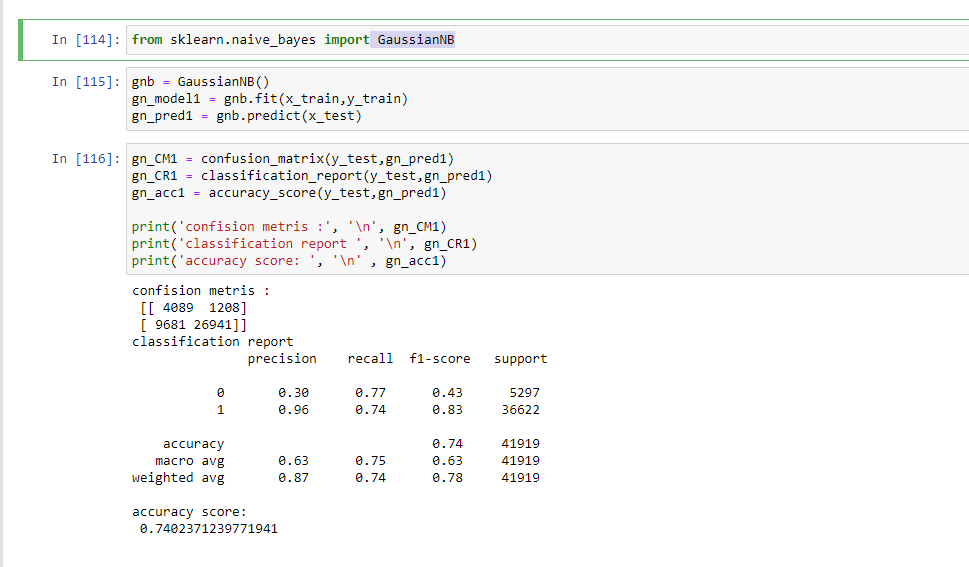 In [114]: from sklearn.naive_bayes import GaussianNB
In [115]: gnb = GaussianNB()
gn_model1 = gnb.fit(x_train,y_train)
gn_pred1 = gnb.predict(x_test)
In [116]: gn_CM1 = confusion_matrix(y_test,gn_pred1)
gn_CR1 = classification_report(y_test,gn_pred1)
gn_acc1 = accuracy_score(y_test,gn_pred1)
print('confision metris :', '\n', gn_CM1)
print('classification report ', '\n', gn_CR1)
print('accuracy score: ', '\n' , gn_acc1)
confision metris :
[[ 4089  1208]
[ 9681 26941]]
classification report
precision    recall  f1-score   support
0       0.30      0.77      0.43      5297
1       0.96      0.74      0.83     36622
accuracy                           0.74     41919
macro avg       0.63      0.75      0.63     41919
weighted avg       0.87      0.74      0.78     41919
accuracy score:
0.7402371239771941